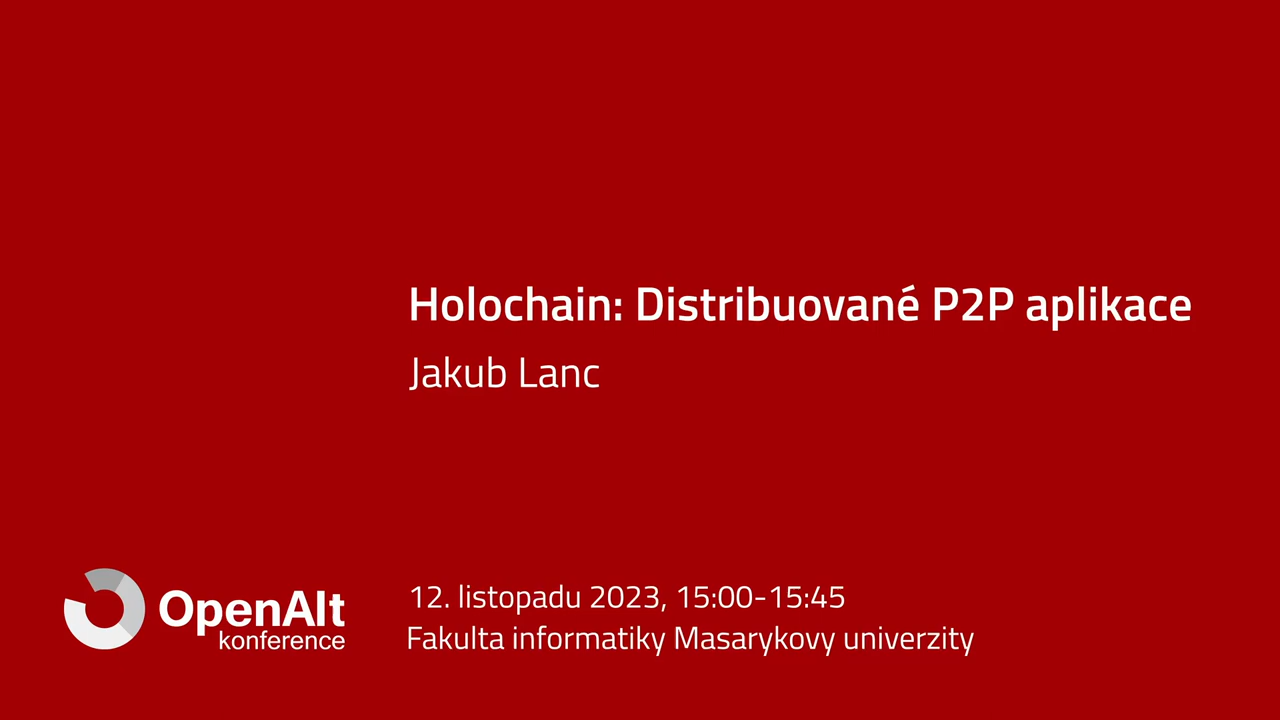 Holochain: Distribuované P2P aplikace
Jakub Lanc
OpenAlt
konference
12. listopadu 2023, 15:00-15:45
Fakulta informatiky Masarykovy univerzity